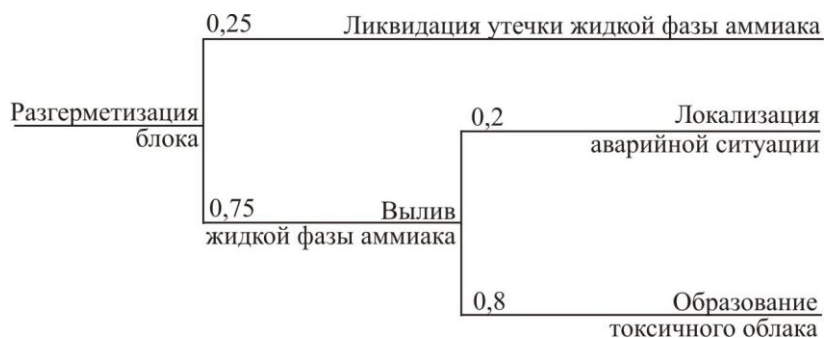 0,25 Ликвидация утечки жидкой фазы аммиака
Разгерметизация
блока
0,2 Локализация
аварийной ситуации
0,75 Вылив
жидкой фазы аммиака
0,8 Образование
токсичного облака